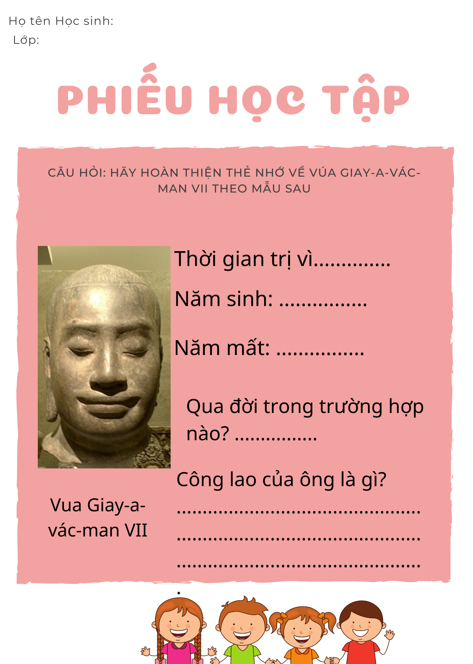 Họ tên Học sinh:
Lớp:
PHIẾU HỌC TẬP
CÂU HỎI: HÃY HOÀN THIỆN THẺ NHỚ VỀ VÚA GIAY-A-VÁC-
MAN VII THEO MẪU SAU
Thời gian trị vì..............
Năm sinh: ................
Năm mất: ................
Qua đời trong trường hợp
nào? ...............
Công lao của ông là gì?
............................................
............................................
............................................
.
Vua Giay-a-
vác-man VII